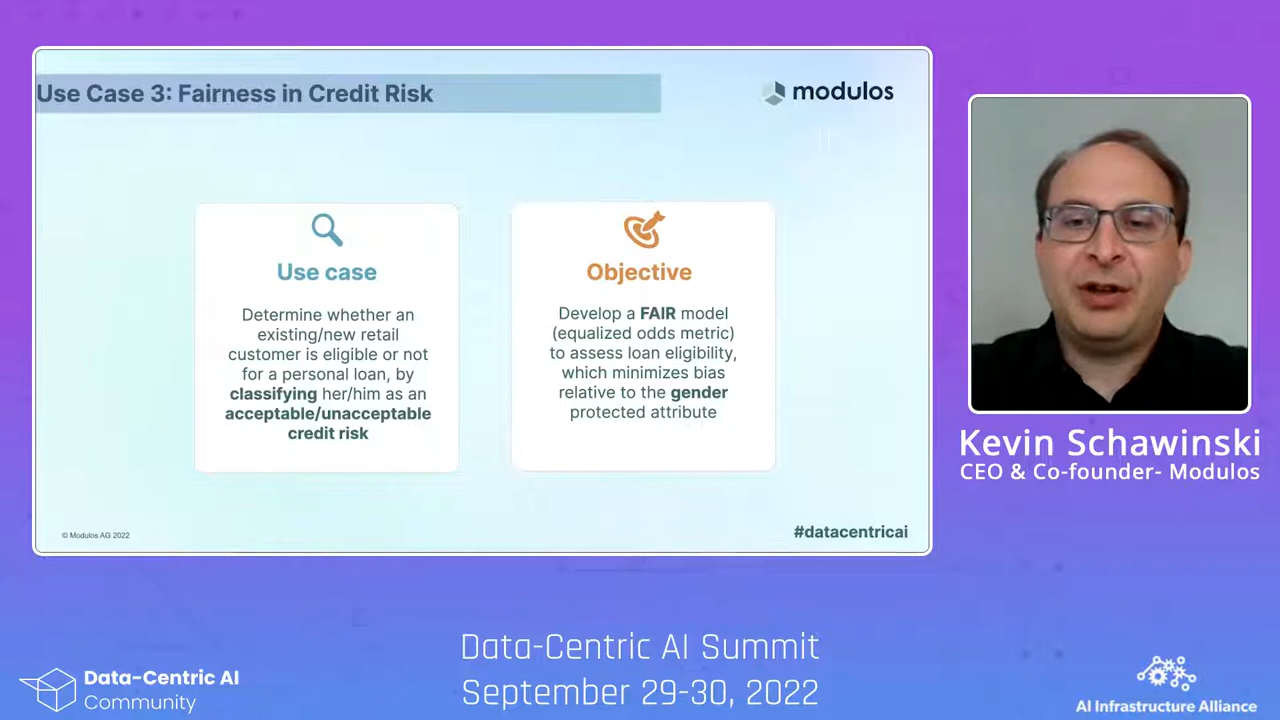 Use Case 3: Fairness in Credit Risk
modulos
Use case
Determine whether an
existing/new retail
customer is eligible or not
for a personal loan, by
classifying her/him as an
acceptable/unacceptable
credit risk
Objective
Develop a FAIR model
(equalized odds metric)
to assess loan eligibility,
which minimizes bias
relative to the gender
protected attribute
© Modulos AG 2022
#datacentricai
Kevin Schawinski
CEO & Co-founder- Modulos
Data-Centric AI Summit
September 29-30, 2022
Data-Centric AI
Community
AI Infrastructure Alliance